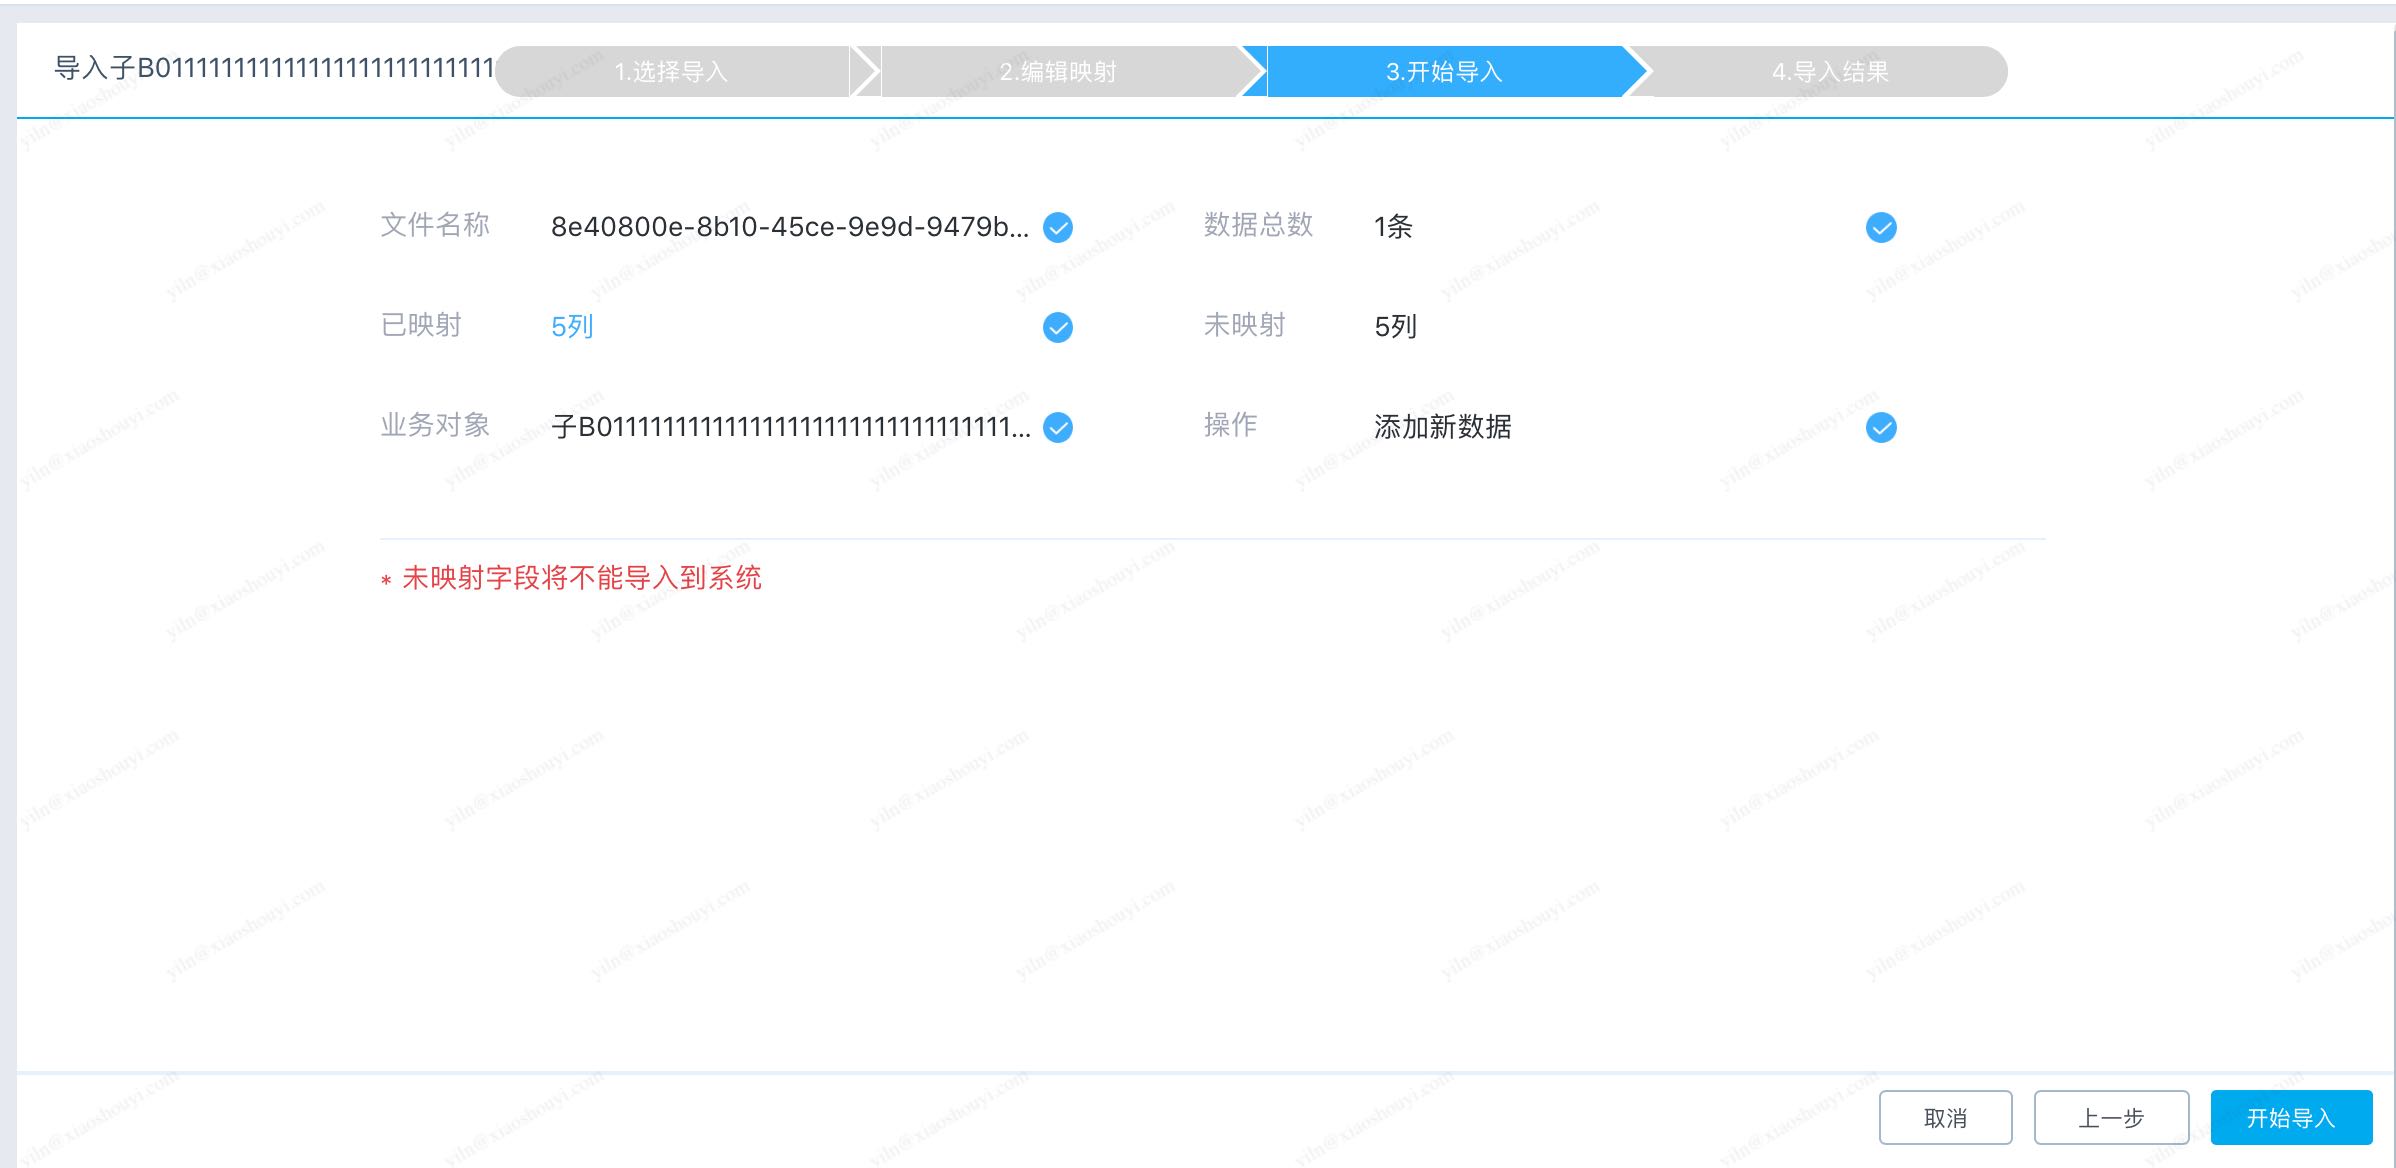 导入子B01111111111111111111111111
1.选择导入
2.编辑映射
3.开始导入
4.导入结果
文件名称 8e40800e-8b10-45ce-9e9d-9479b... 数据总数 1条
已映射 5列 未映射 5列
业务对象 子B011111111111111111111111111111111... 操作 添加新数据
* 未映射字段将不能导入到系统
取消 上一步 开始导入
yiln@xiaoshouyi.com